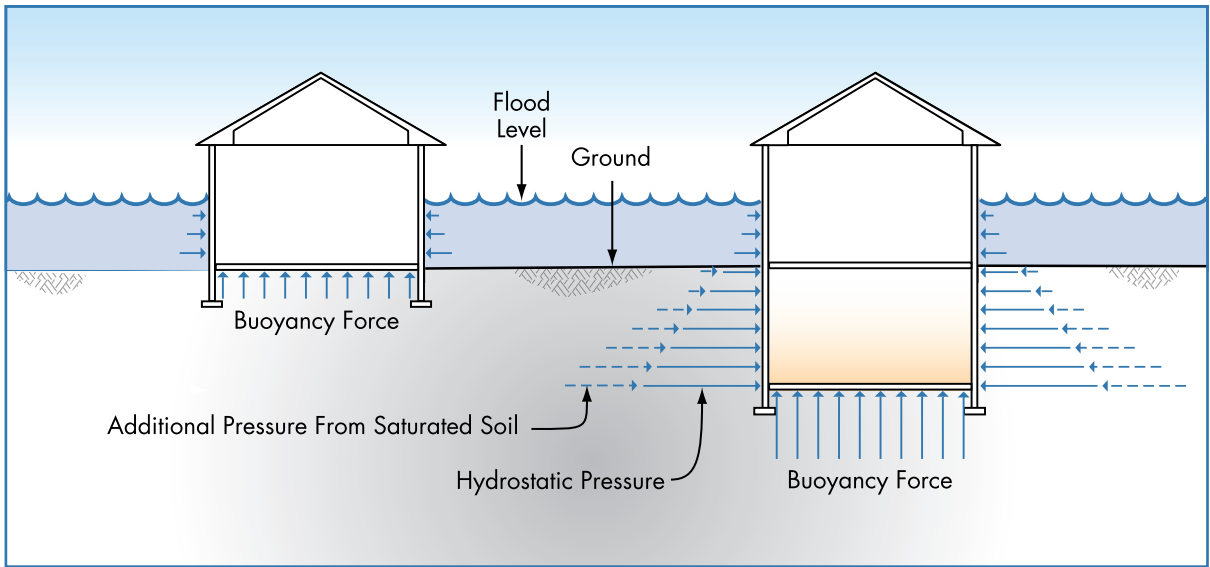 Flood
Level
Ground
Buoyancy Force
Additional Pressure From Saturated Soil
Hydrostatic Pressure
Buoyancy Force